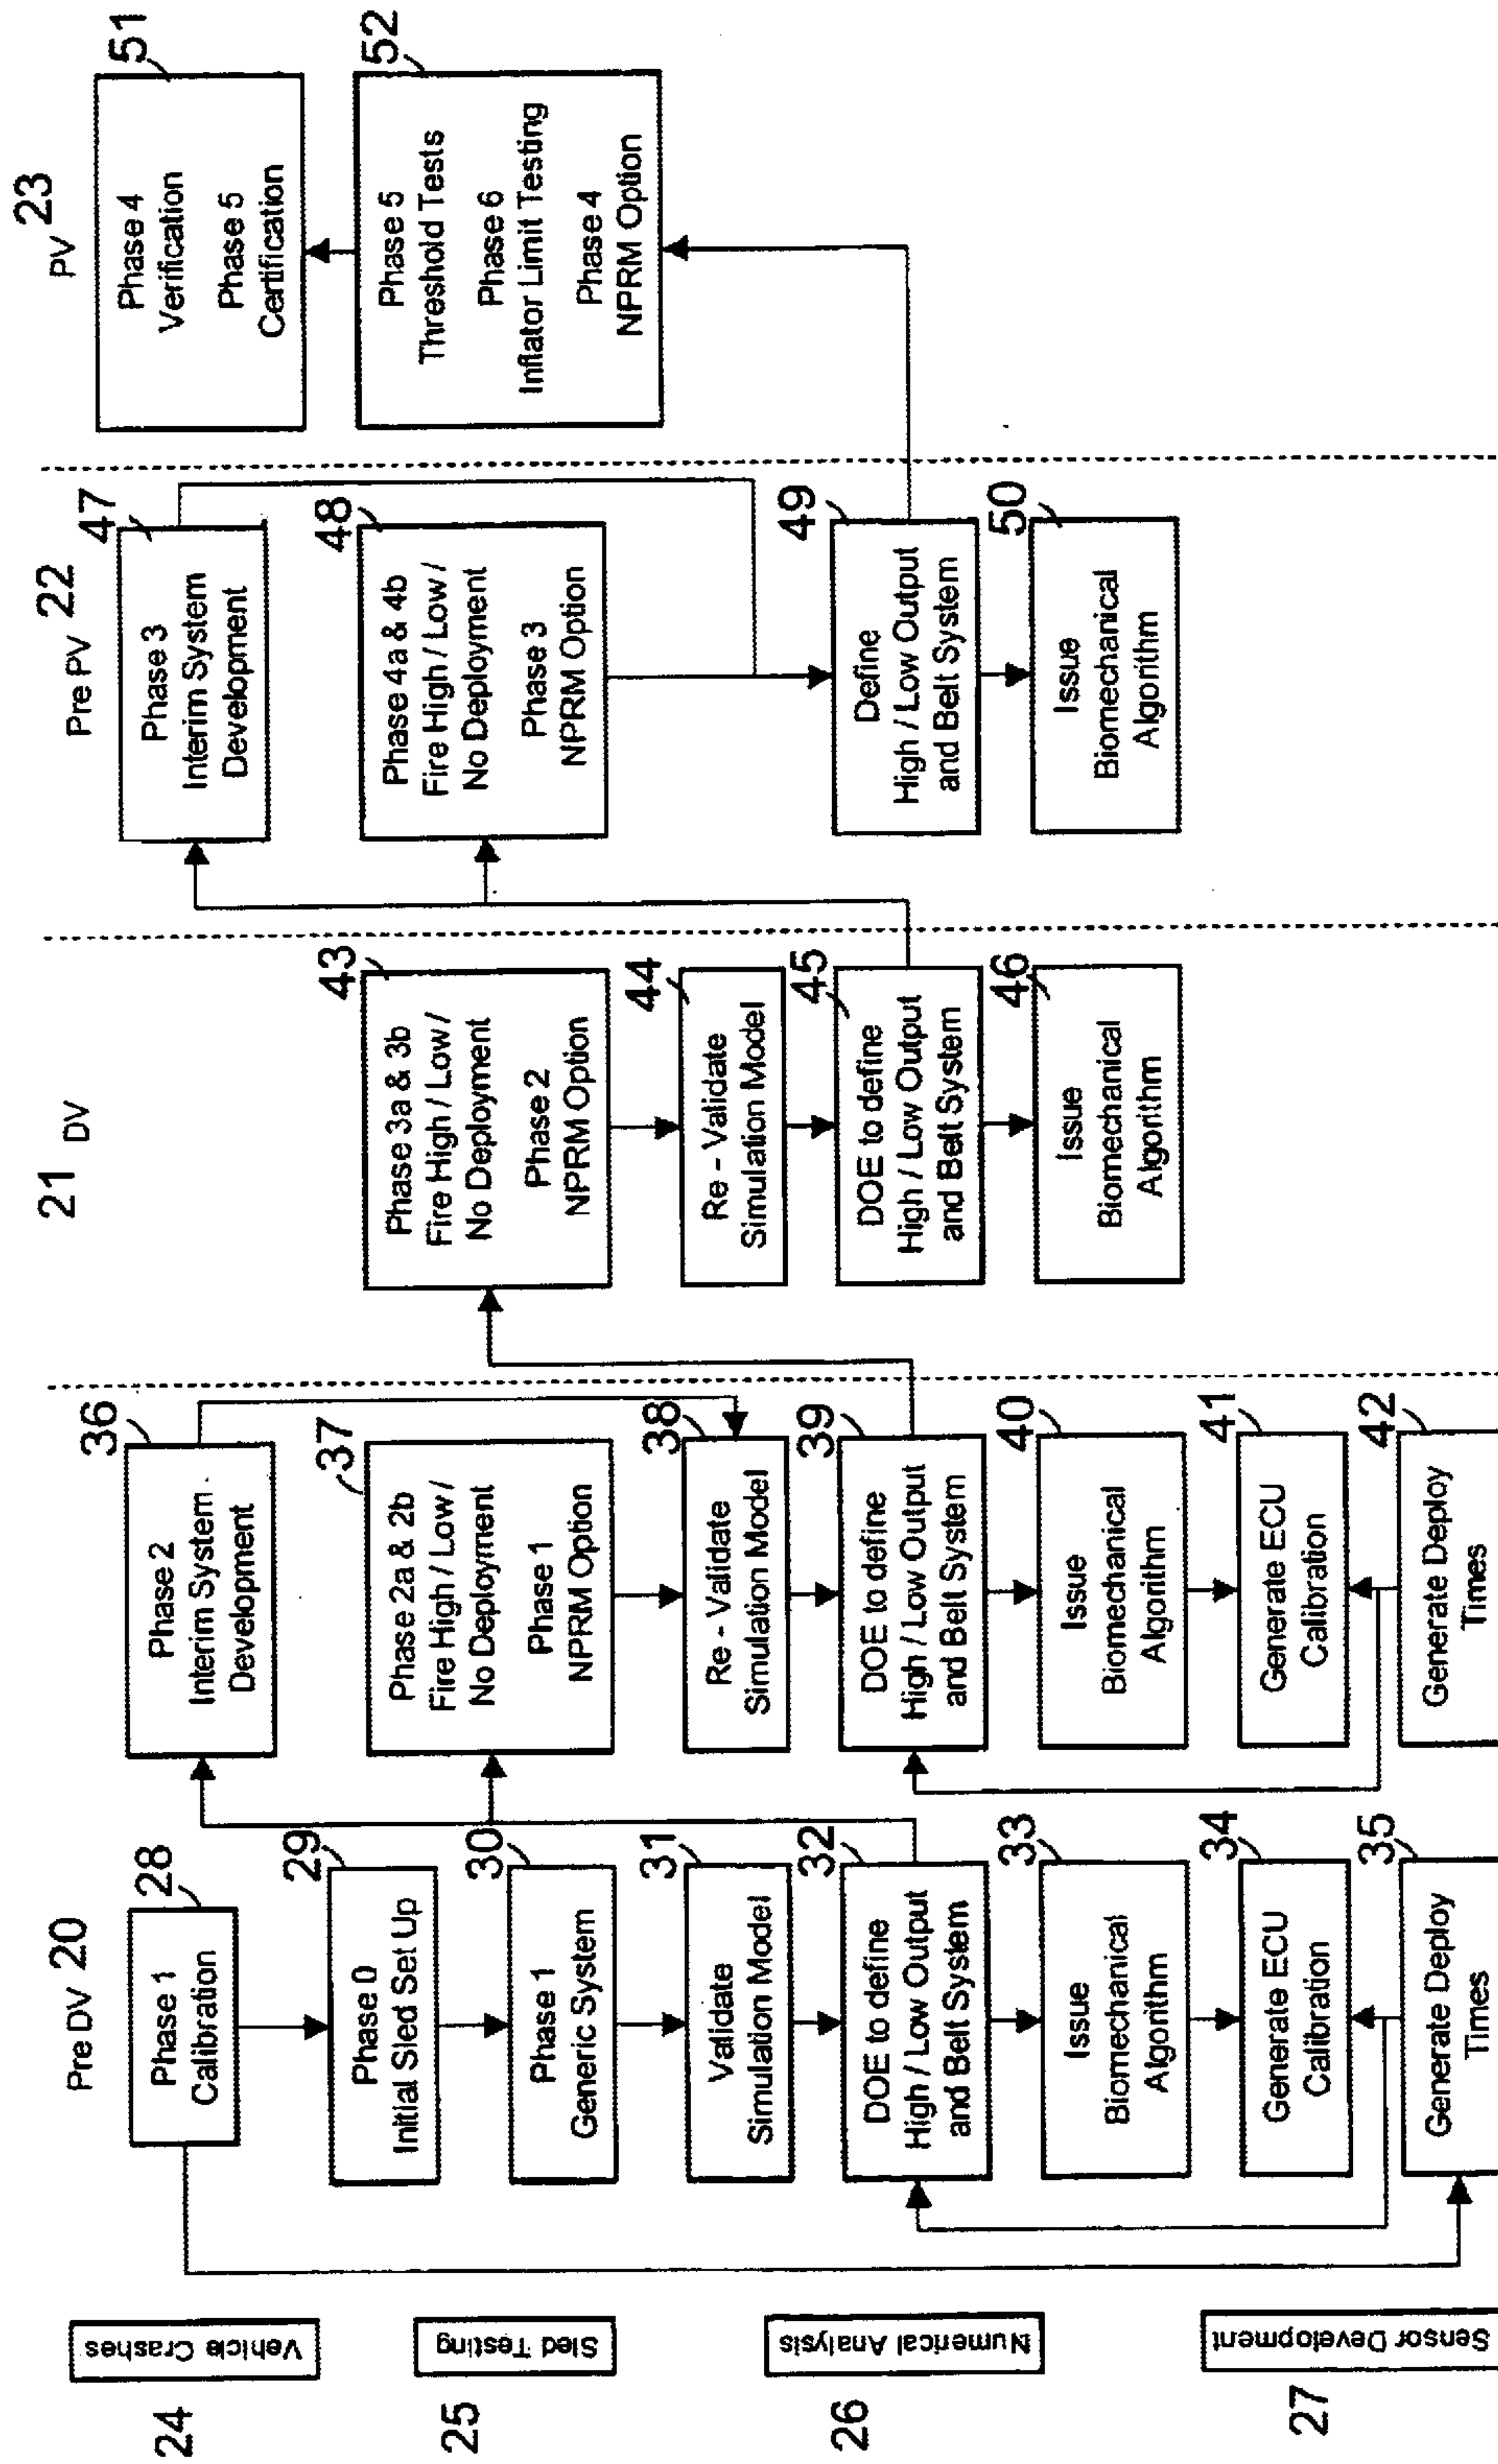 Pre DV 20
21 DV
Pre PV 22
PV 23
24
Vehicle Crashes
25
Sled Testing
26
Numerical Analysis
27
Sensor Development
28
Phase 1
Calibration
29
Phase 0
Initial Sled Set Up
30
Phase 1
Generic System
31
Validate
Simulation Model
32
DOE to define
High / Low Output
and Belt System
33
Issue
Biomechanical
Algorithm
34
Generate ECU
Calibration
35
Generate Deploy
Times
36
Phase 2
Interim System
Development
37
Phase 2a & 2b
Fire High / Low /
No Deployment
Phase 1
NPRM Option
38
Re - Validate
Simulation Model
39
DOE to define
High / Low Output
and Belt System
40
Issue
Biomechanical
Algorithm
41
Generate ECU
Calibration
42
Generate Deploy
Times
43
Phase 3a & 3b
Fire High / Low /
No Deployment
Phase 2
NPRM Option
44
Re - Validate
Simulation Model
45
DOE to define
High / Low Output
and Belt System
46
Issue
Biomechanical
Algorithm
47
Phase 3
Interim System
Development
48
Phase 4a & 4b
Fire High / Low /
No Deployment
Phase 3
NPRM Option
49
Define
High / Low Output
and Belt System
50
Issue
Biomechanical
Algorithm
51
Phase 4
Verification
Phase 5
Certification
52
Phase 5
Threshold Tests
Phase 6
Inflator Limit Testing
Phase 4
NPRM Option